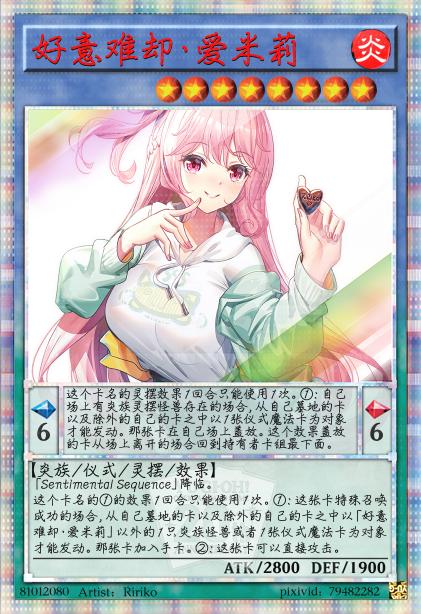 好意难却·爱米莉
炎
这个卡名的灵摆效果1回合只能使用1次。①:自己
场上有炎族灵摆怪兽存在的场合,从自己墓地的卡
以及除外的自己的卡之中以1张仪式魔法卡为对象
才能发动。那张卡在自己场上盖放。这个效果盖放
的卡从场上离开的场合回到持有者卡组最下面。
6
6
【炎族/仪式/灵摆/效果】
「Sentimental Sequence」降临。
这个卡名的①的效果1回合只能使用1次。①:这张卡特殊召唤
成功的场合,从自己墓地的卡以及除外的自己的卡之中以「好意
难却·爱米莉」以外的1只炎族怪兽或者1张仪式魔法卡为对象
才能发动。那张卡加入手卡。②:这张卡可以直接攻击。
ATK/2800 DEF/1900
81012080 Artist: Ririko pixivid: 79482282